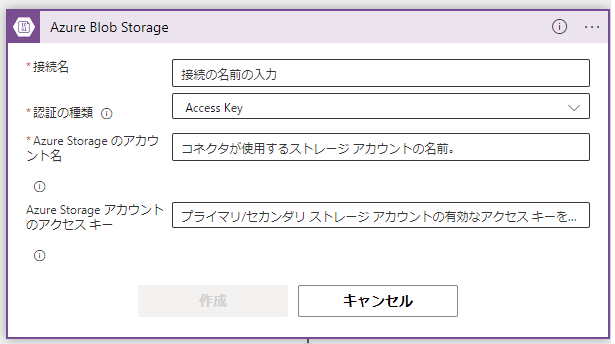 Azure Blob Storage
*接続名
接続の名前の入力
*認証の種類
Access Key
*Azure Storage のアカウ
ント名
コネクタが使用するストレージ アカウントの名前。
Azure Storage アカウント
のアクセス キー
プライマリ/セカンダリ ストレージ アカウントの有効なアクセス キーを...
作成
キャンセル